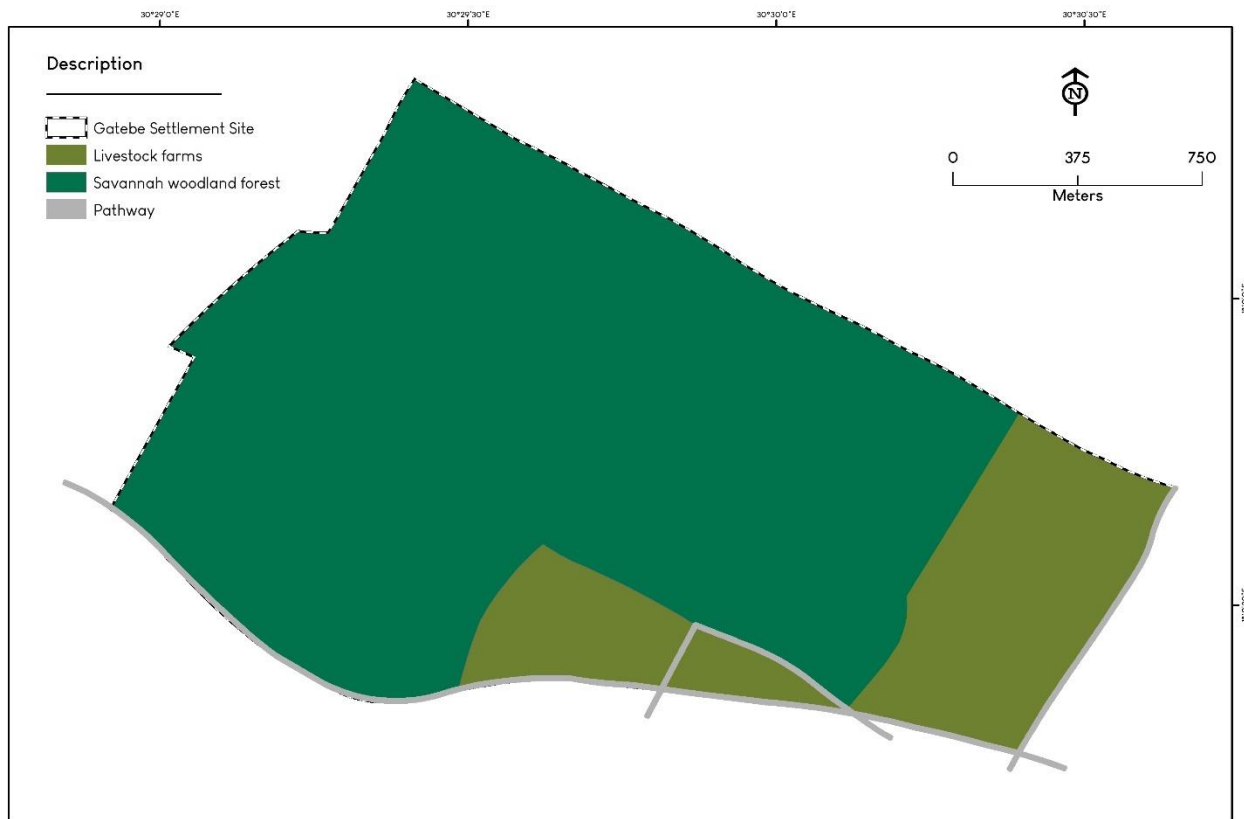 30°29'0"E
30°29'30"E
30°30'0"E
30°30'30"E
Description
Gatebe Settlement Site
Livestock farms
Savannah woodland forest
Pathway
N
0 375 750
Meters